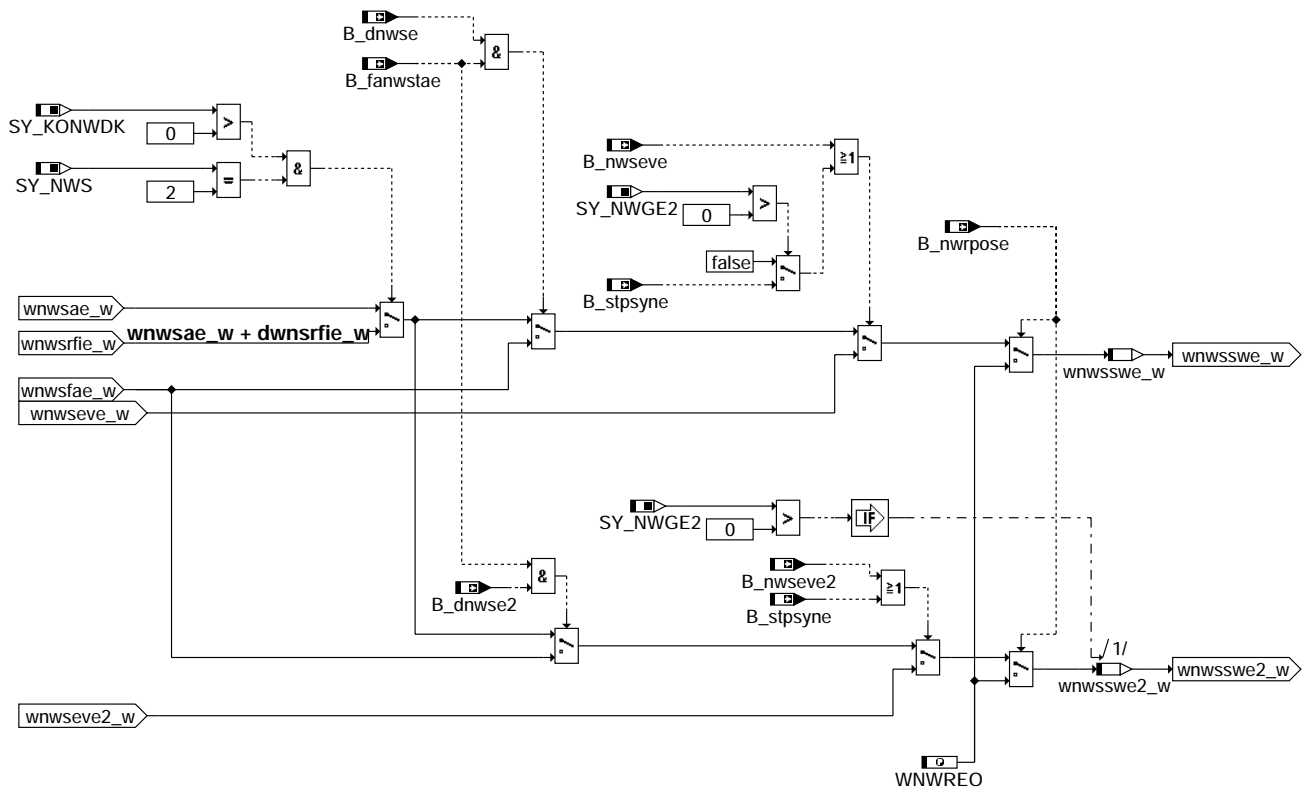 B_dnwse
&
B_fanwstae
SY_KONWDK
0
>
SY_NWS
2
=
&
B_nwseve
≧1
SY_NWGE2
0
>
B_nwrpose
false
B_stpsyne
wnwsae_w
wnwsrfie_w
wnwsae_w + dwnsrfie_w
wnwsswe_w
wnwsswe_w
wnwsfae_w
wnwseve_w
SY_NWGE2
0
>
IF
&
B_dnwse2
B_nwseve2
≧1
B_stpsyne
/1/
wnwsswe2_w
wnwsswe2_w
wnwseve2_w
WNWREO